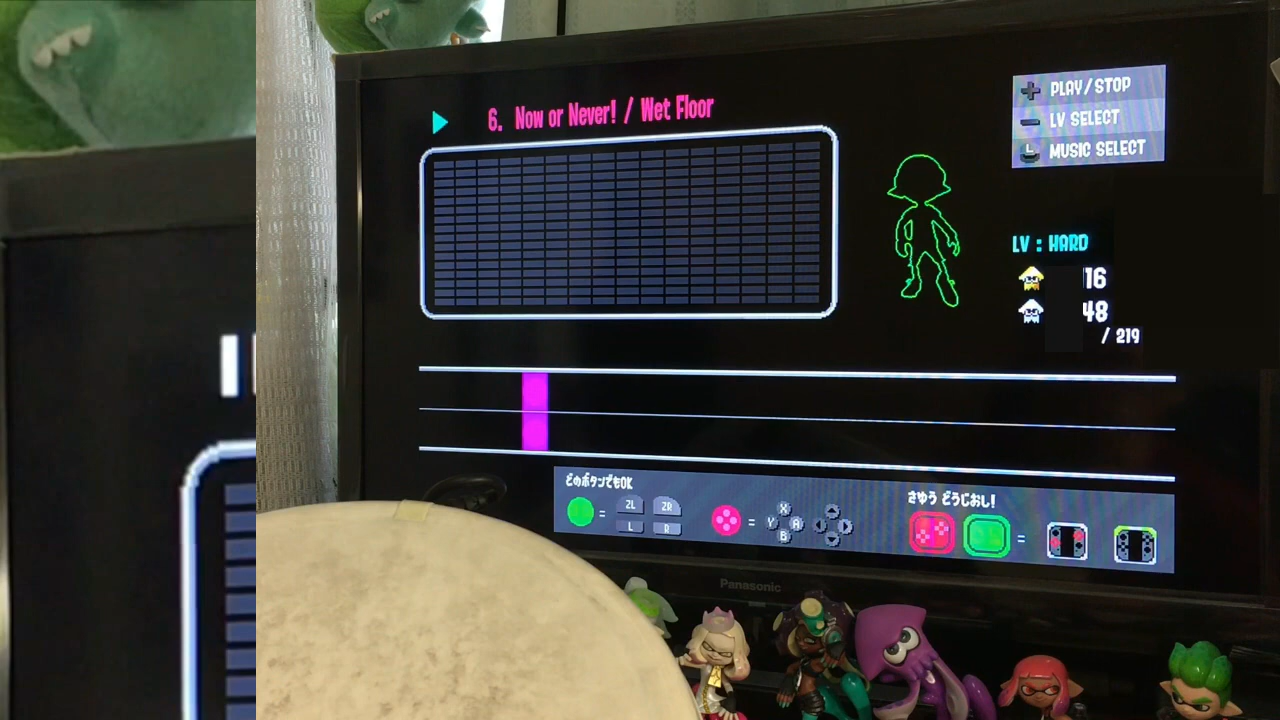 6. Now or Never! / Wet Floor
PLAY/STOP
LV SELECT
L MUSIC SELECT
LV : HARD
16
48
/ 219
どのボタンでもOK
= ZL ZR
L R
= X
Y A
B
さゆう どうじおし!
=
Panasonic